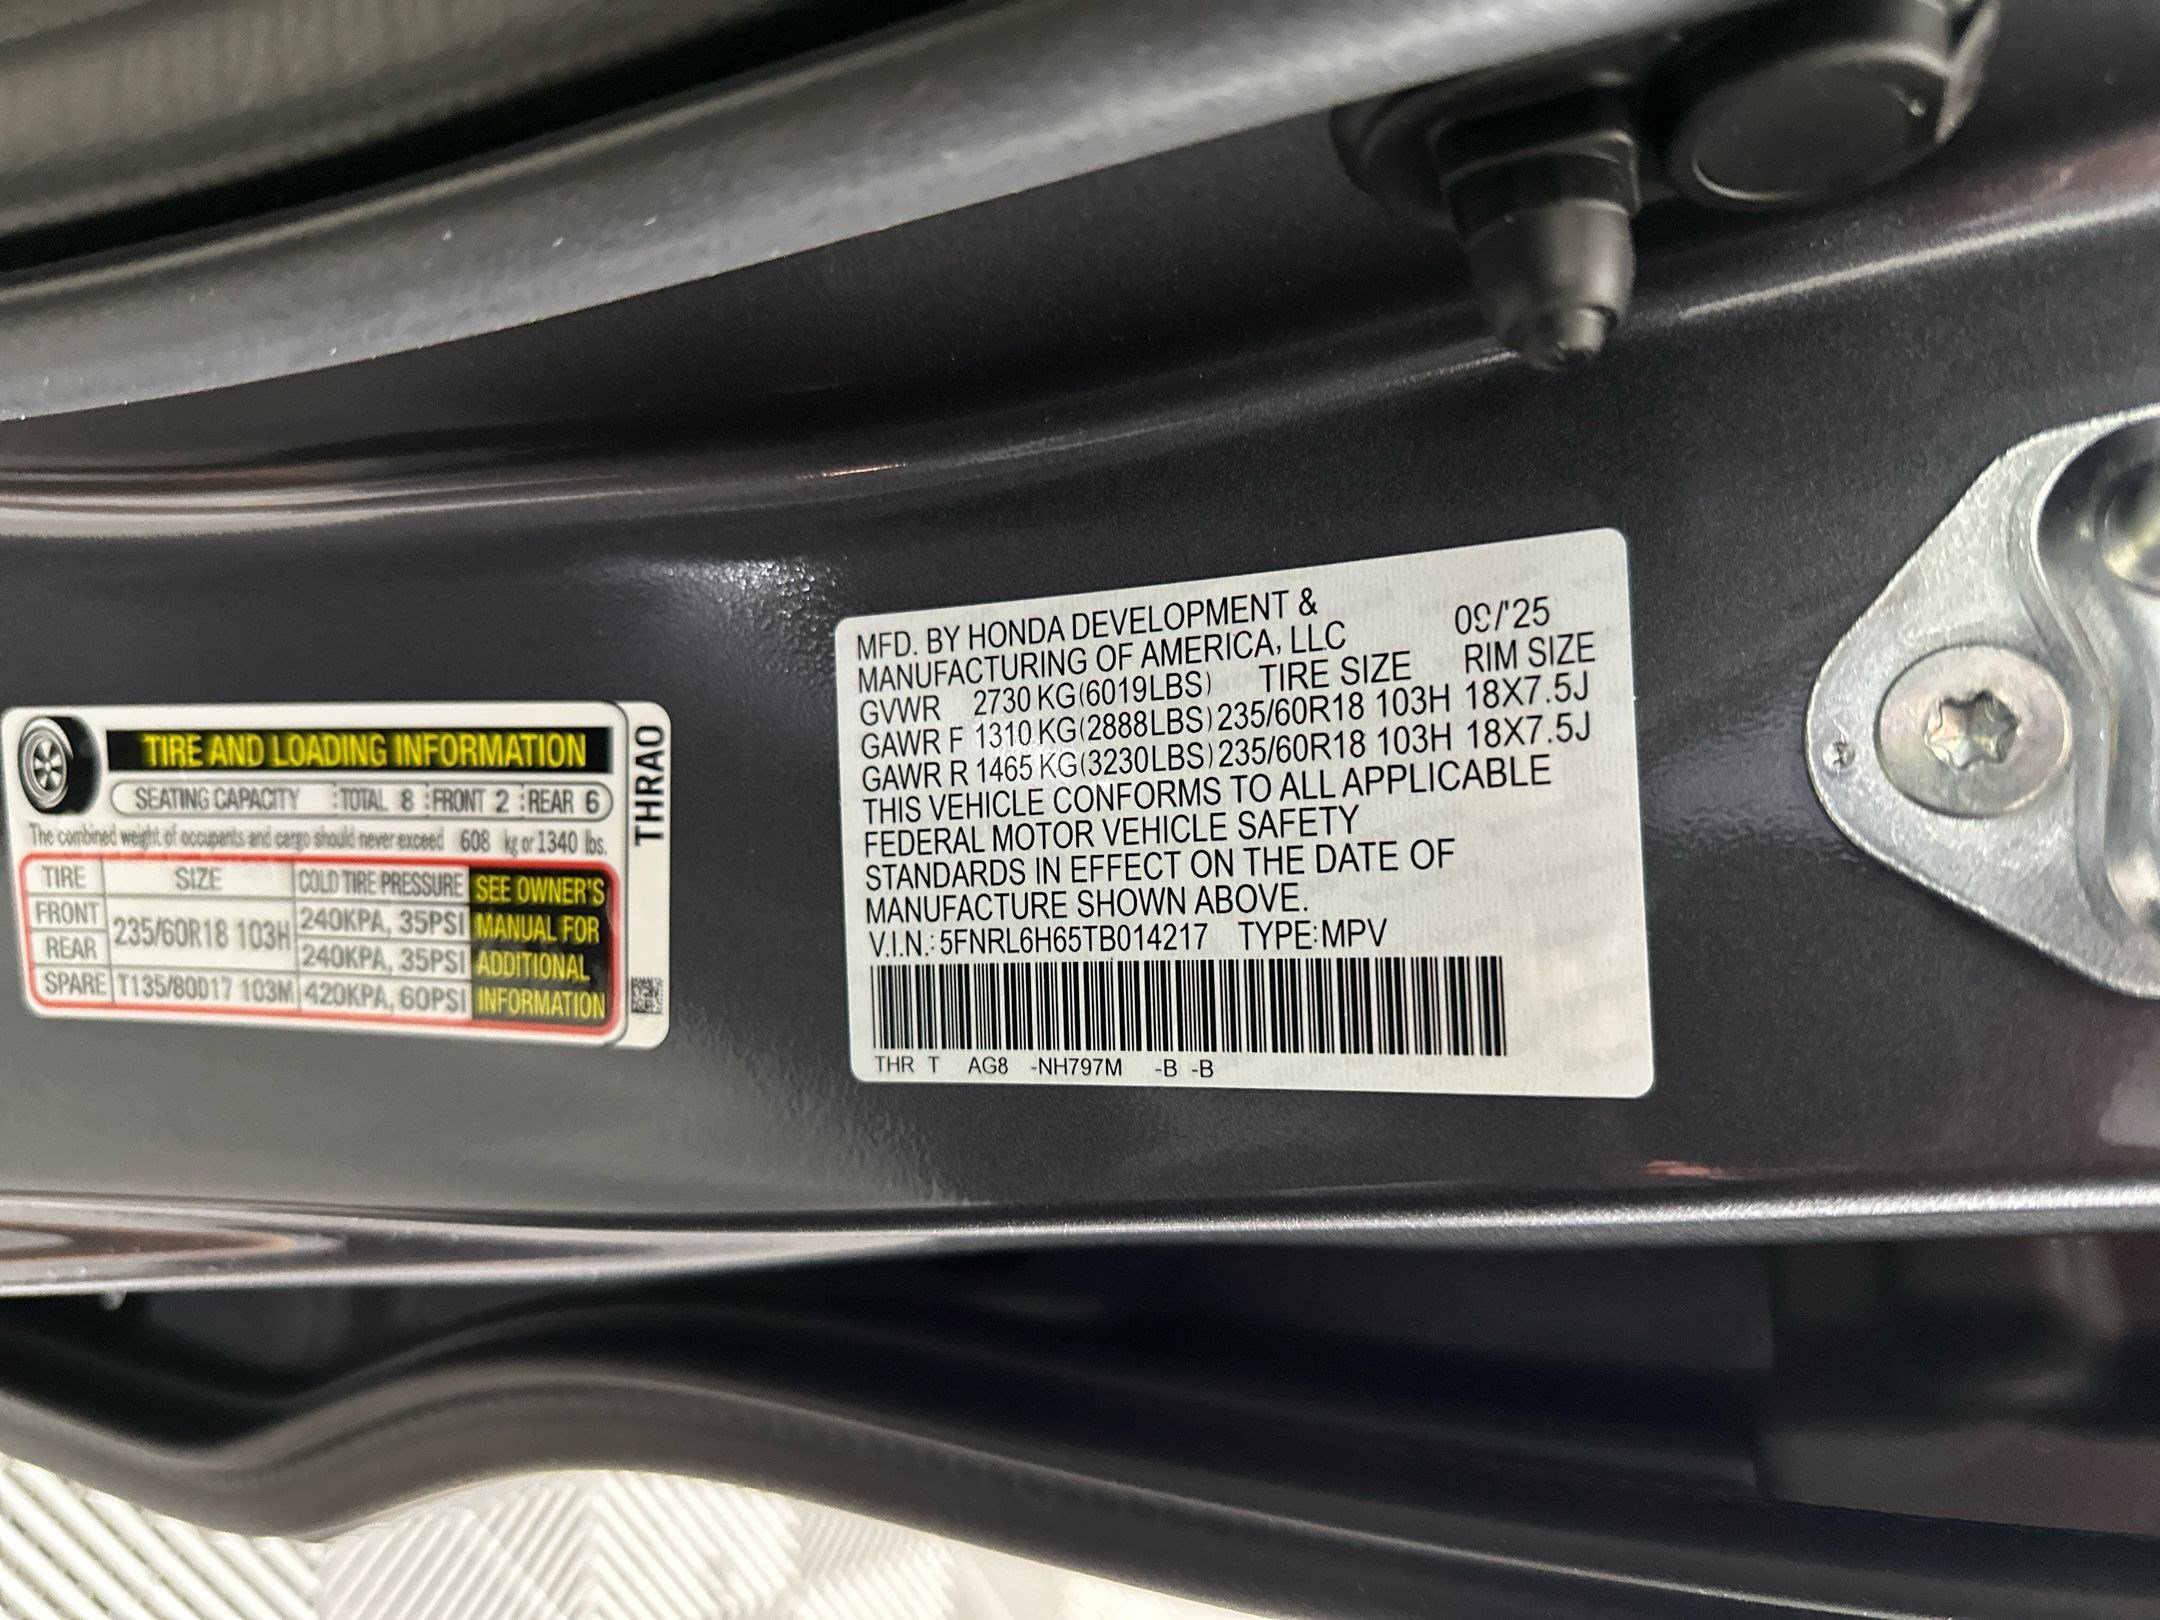 TIRE AND LOADING INFORMATION
SEATING CAPACITY TOTAL 8 FRONT 2 REAR 6
The combined weight of occupants and cargo should never exceed 608 kg or 1340 lbs.
TIRE SIZE COLD TIRE PRESSURE
FRONT 235/60R18 103H 240KPA, 35PSI
REAR 240KPA, 35PSI
SPARE T135/80D17 103M 420KPA, 60PSI
SEE OWNER'S
MANUAL FOR
ADDITIONAL
INFORMATION
THRAO
MFD. BY HONDA DEVELOPMENT &
MANUFACTURING OF AMERICA, LLC 09/'25
GVWR 2730 KG(6019LBS) TIRE SIZE RIM SIZE
GAWR F 1310 KG(2888LBS) 235/60R18 103H 18X7.5J
GAWR R 1465 KG(3230LBS) 235/60R18 103H 18X7.5J
THIS VEHICLE CONFORMS TO ALL APPLICABLE
FEDERAL MOTOR VEHICLE SAFETY
STANDARDS IN EFFECT ON THE DATE OF
MANUFACTURE SHOWN ABOVE.
V.I.N.: 5FNRL6H65TB014217 TYPE:MPV
THR T AG8 -NH797M -B -B